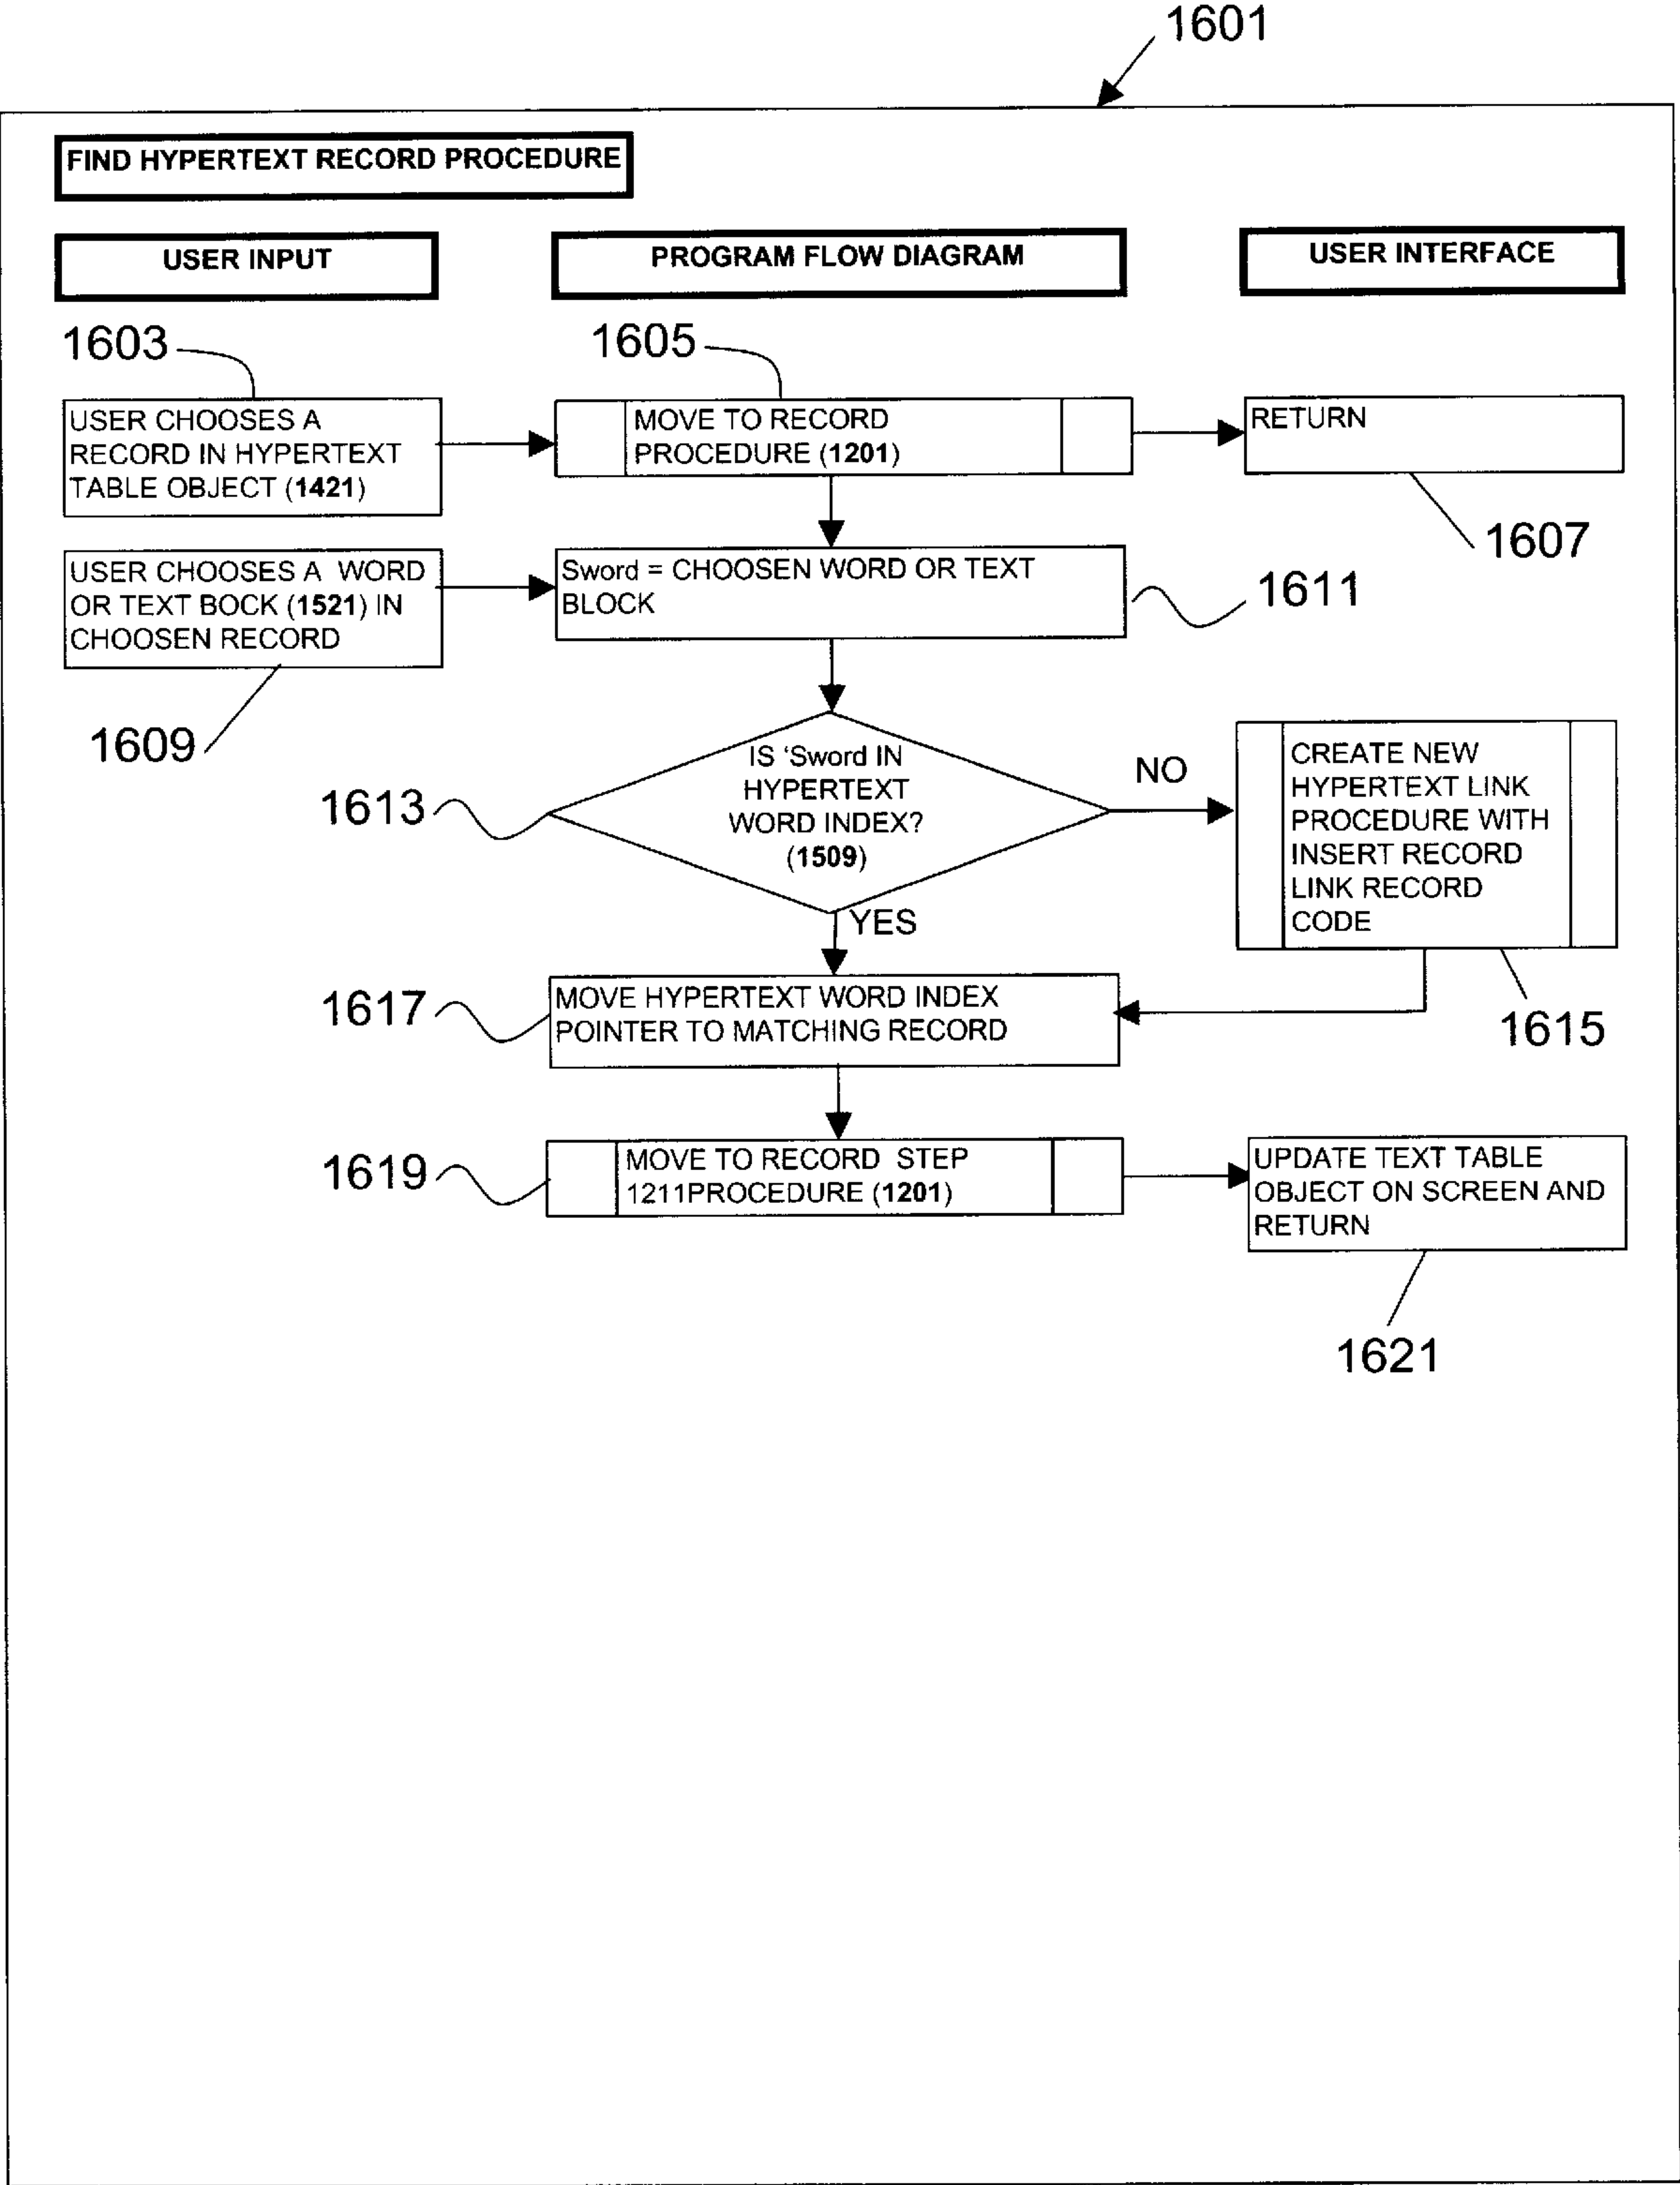 1601
FIND HYPERTEXT RECORD PROCEDURE
USER INPUT
PROGRAM FLOW DIAGRAM
USER INTERFACE
1603
1605
USER CHOOSES A
RECORD IN HYPERTEXT
TABLE OBJECT (1421)
MOVE TO RECORD
PROCEDURE (1201)
RETURN
1607
USER CHOOSES A WORD
OR TEXT BOCK (1521) IN
CHOOSEN RECORD
Sword = CHOOSEN WORD OR TEXT
BLOCK
1611
1609
IS 'Sword IN
HYPERTEXT
WORD INDEX?
(1509)
1613
NO
CREATE NEW
HYPERTEXT LINK
PROCEDURE WITH
INSERT RECORD
LINK RECORD
CODE
YES
1617
MOVE HYPERTEXT WORD INDEX
POINTER TO MATCHING RECORD
1615
1619
MOVE TO RECORD STEP
1211PROCEDURE (1201)
UPDATE TEXT TABLE
OBJECT ON SCREEN AND
RETURN
1621